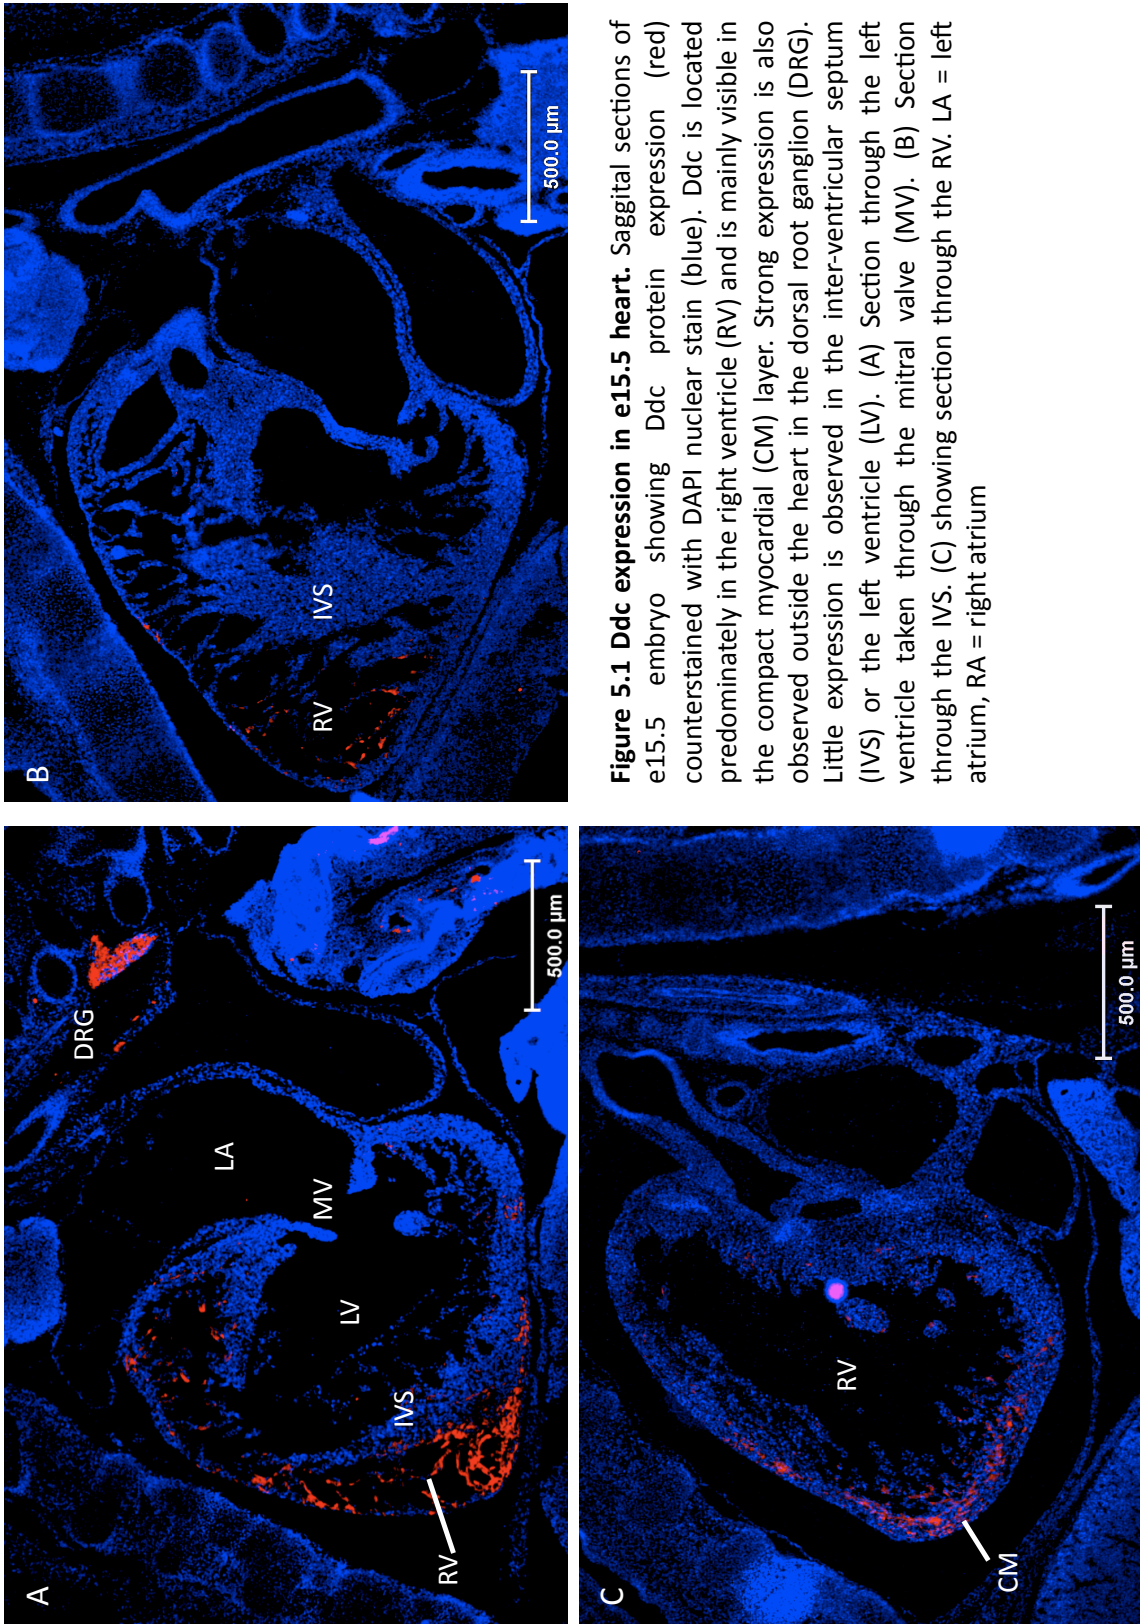 A
DRG
LA
MV
LV
IVS
RV
500.0 µm
B
IVS
RV
500.0 µm
C
RV
CM
500.0 µm
Figure 5.1 Ddc expression in e15.5 heart. Saggital sections of
e15.5 embryo showing Ddc protein expression (red)
counterstained with DAPI nuclear stain (blue). Ddc is located
predominately in the right ventricle (RV) and is mainly visible in
the compact myocardial (CM) layer. Strong expression is also
observed outside the heart in the dorsal root ganglion (DRG).
Little expression is observed in the inter-ventricular septum
(IVS) or the left ventricle (LV). (A) Section through the left
ventricle taken through the mitral valve (MV). (B) Section
through the IVS. (C) showing section through the RV. LA = left
atrium, RA = right atrium